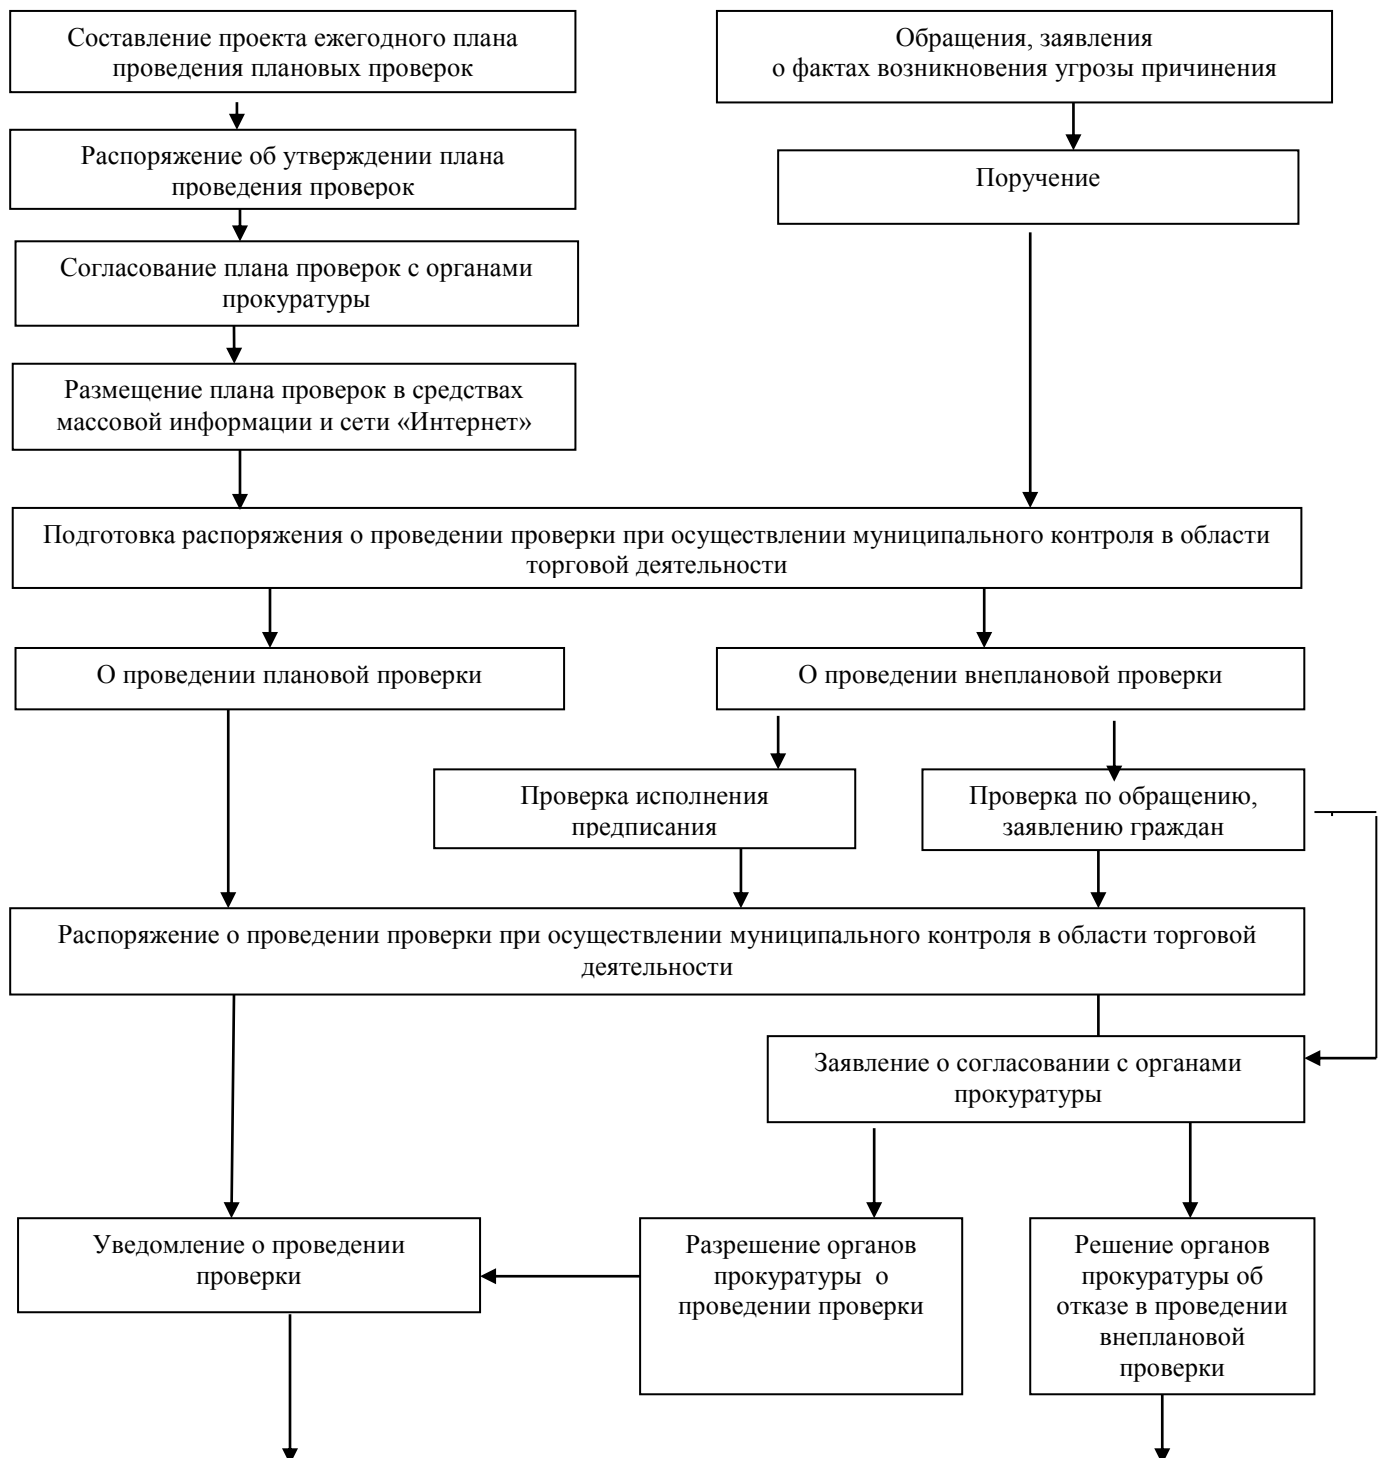 Составление проекта ежегодного плана
проведения плановых проверок
Обращения, заявления
о фактах возникновения угрозы причинения
Распоряжение об утверждении плана
проведения проверок
Поручение
Согласование плана проверок с органами
прокуратуры
Размещение плана проверок в средствах
массовой информации и сети «Интернет»
Подготовка распоряжения о проведении проверки при осуществлении муниципального контроля в области
торговой деятельности
О проведении плановой проверки
О проведении внеплановой проверки
Проверка исполнения
предписания
Проверка по обращению,
заявлению граждан
Распоряжение о проведении проверки при осуществлении муниципального контроля в области торговой
деятельности
Заявление о согласовании с органами
прокуратуры
Уведомление о проведении
проверки
Разрешение органов
прокуратуры о
проведении проверки
Решение органов
прокуратуры об
отказе в проведении
внеплановой
проверки